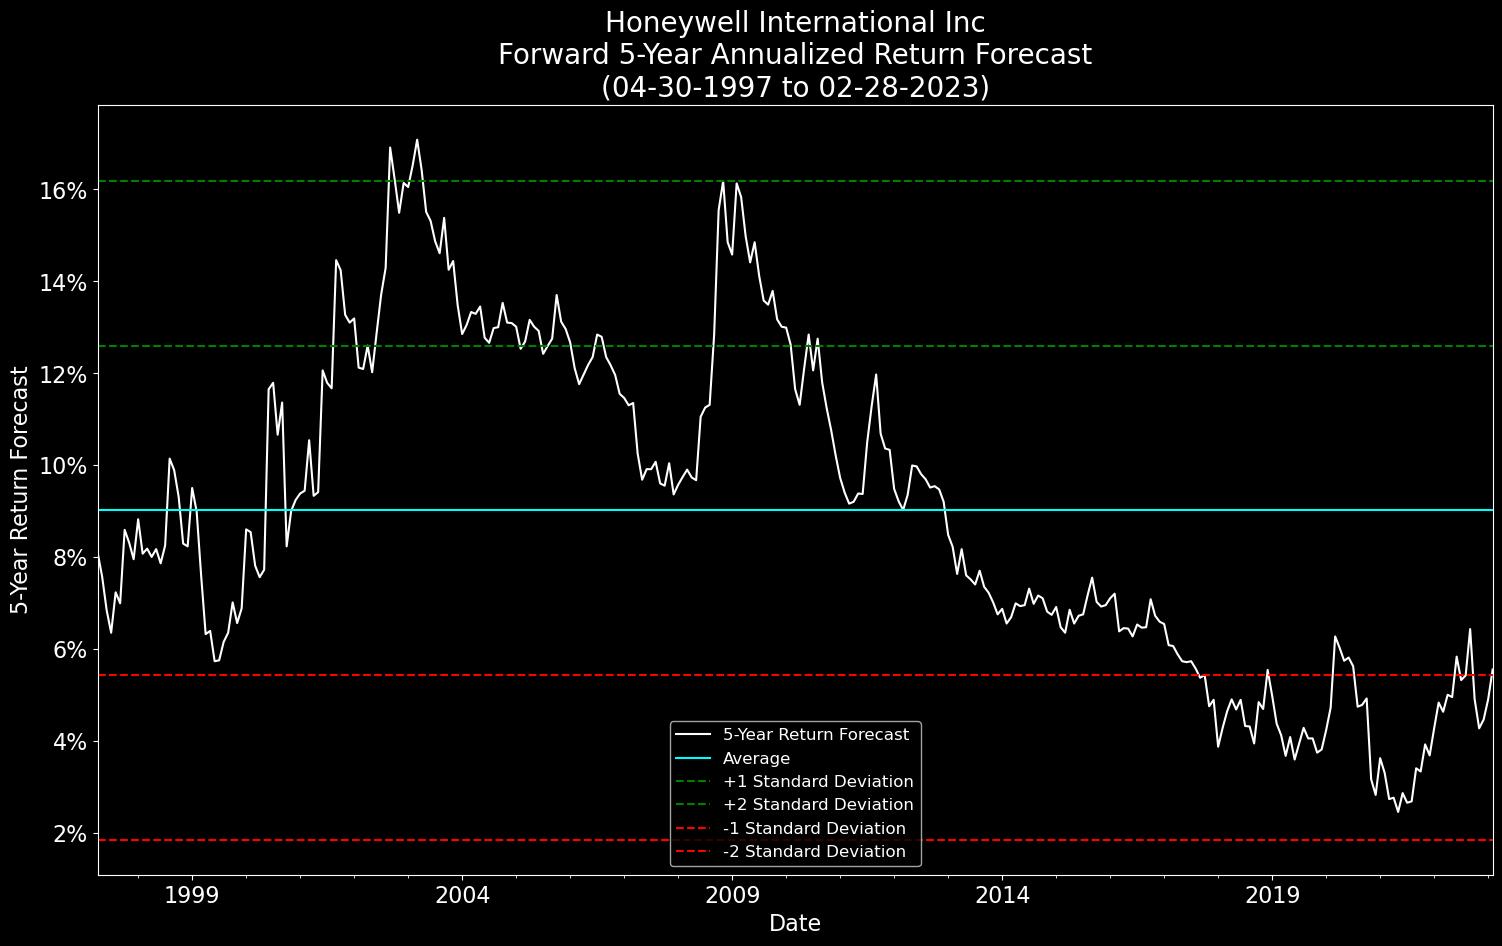 Honeywell International Inc
Forward 5-Year Annualized Return Forecast
(04-30-1997 to 02-28-2023)
5-Year Return Forecast
16%
14%
12%
10%
8%
6%
4%
2%
5-Year Return Forecast
Average
+1 Standard Deviation
+2 Standard Deviation
-1 Standard Deviation
-2 Standard Deviation
1999
2004
2009
2014
2019
Date